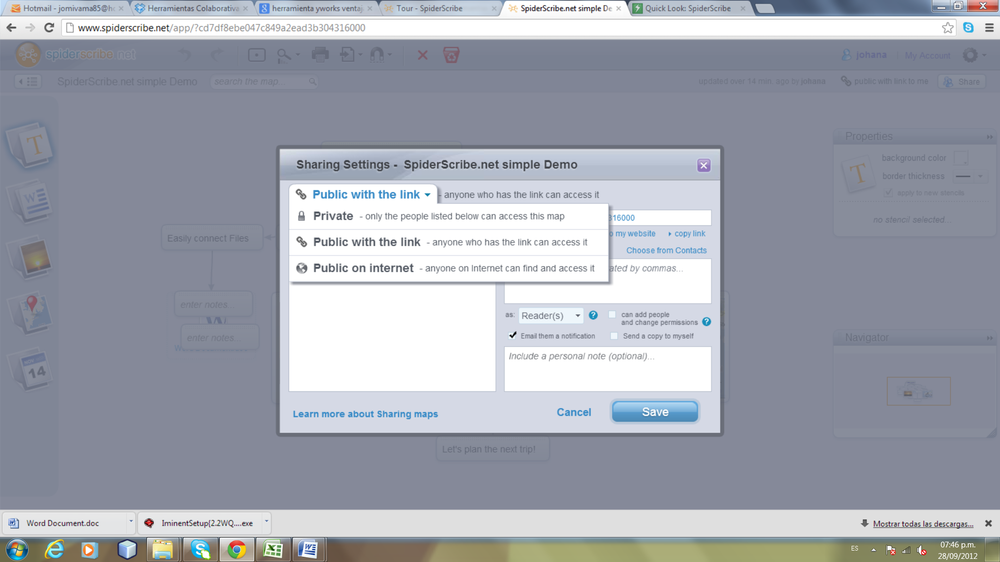 Hotmail - jomivama85@h
Herramientas Colaborativa
herramienta yworks ventaj
Tour - SpiderScribe
SpiderScribe.net simple De
Quick Look: SpiderScribe
www.spiderscribe.net/app/?cd7df8ebe047c849a2ead3b304316000
spiderscribe.net
johana
My Account
SpiderScribe.net simple Demo
search the map...
updated over 14 min. ago by johana
public with link to me
Share
Properties
background color
border thickness
apply to new stencils
no stencil selected...
Sharing Settings - SpiderScribe.net simple Demo
Public with the link - anyone who has the link can access it
Private - only the people listed below can access this map
316000
Public with the link - anyone who has the link can access it
o my website
copy link
Choose from Contacts
Public on internet - anyone on Internet can find and access it
ated by commas...
as: Reader(s)
can add people
and change permissions
Email them a notification
Send a copy to myself
Include a personal note (optional)...
Learn more about Sharing maps
Cancel
Save
Easily connect Files
enter notes...
enter notes...
NOV
14
Navigator
Let's plan the next trip!
Word Document.doc
IminentSetup{2.2WQ....exe
Mostrar todas las descargas...
ES
07:46 p.m.
28/09/2012